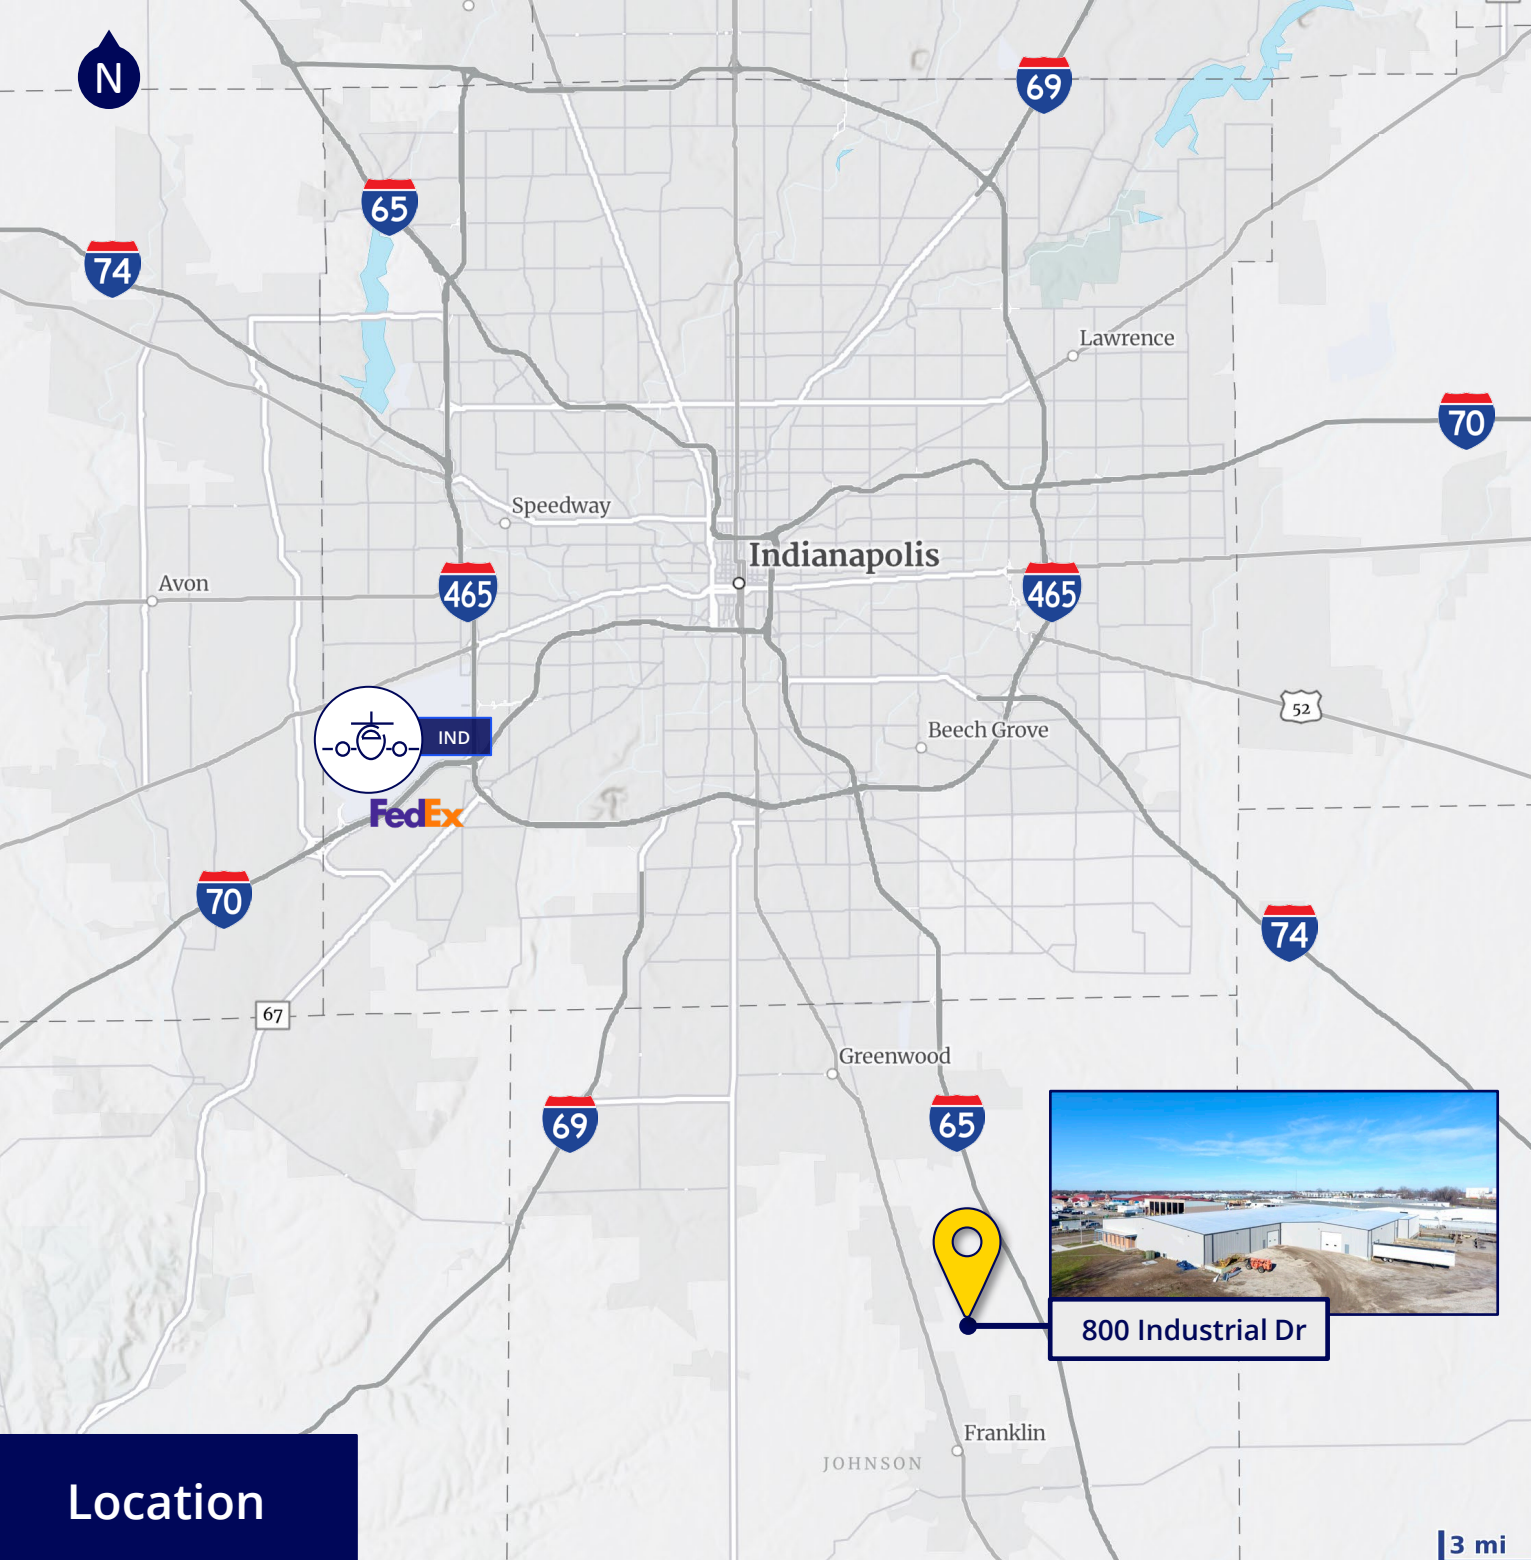 N
69
65
74
Lawrence
70
Speedway
Indianapolis
Avon
465
465
52
Beech Grove
IND
FedEx
70
74
67
Greenwood
69
65
800 Industrial Dr
Franklin
JOHNSON
Location
3 mi